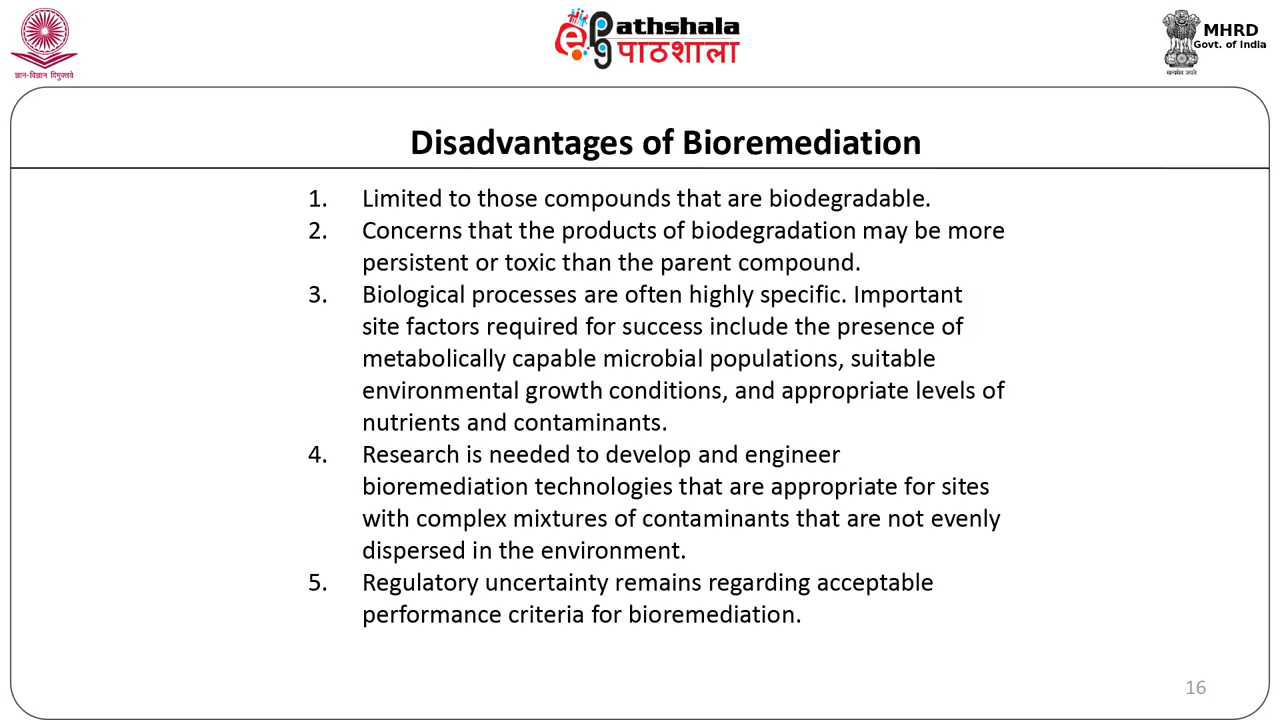 ज्ञान-विज्ञान विमुक्तये
ePathshala
पाठशाला
MHRD
Govt. of India
सत्यमेव जयते
Disadvantages of Bioremediation
1. Limited to those compounds that are biodegradable.
2. Concerns that the products of biodegradation may be more
persistent or toxic than the parent compound.
3. Biological processes are often highly specific. Important
site factors required for success include the presence of
metabolically capable microbial populations, suitable
environmental growth conditions, and appropriate levels of
nutrients and contaminants.
4. Research is needed to develop and engineer
bioremediation technologies that are appropriate for sites
with complex mixtures of contaminants that are not evenly
dispersed in the environment.
5. Regulatory uncertainty remains regarding acceptable
performance criteria for bioremediation.
16